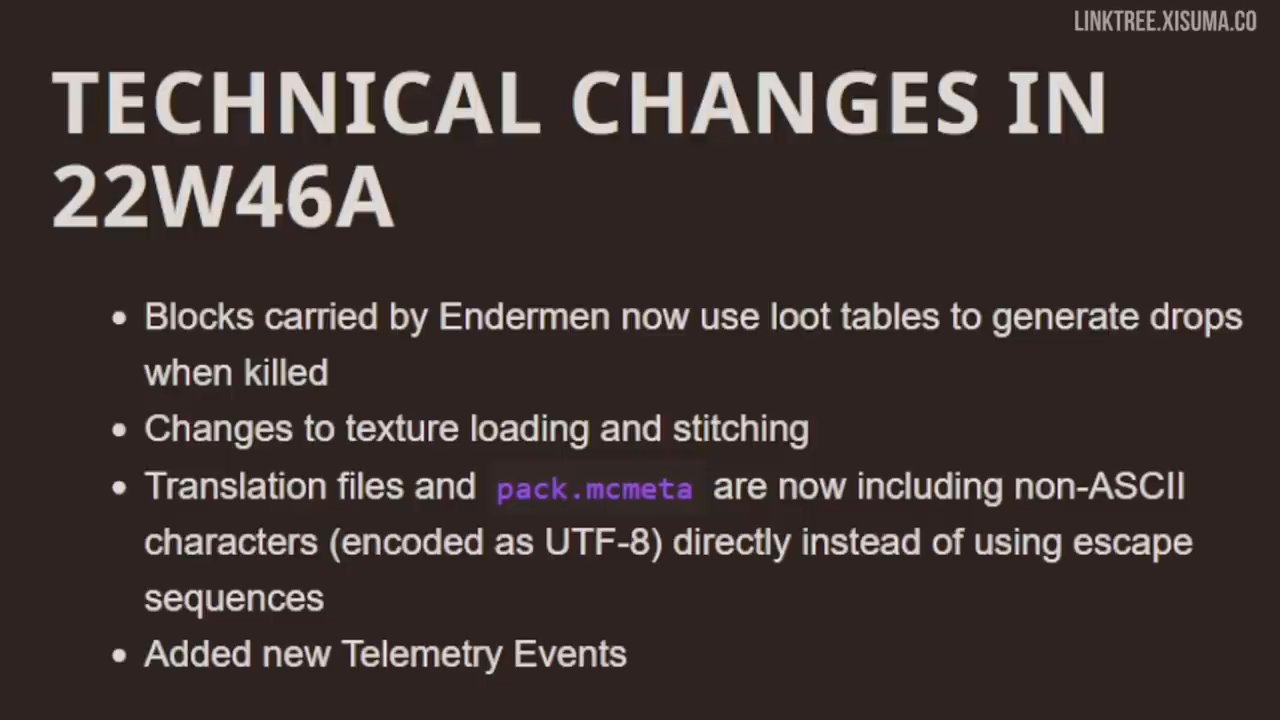 LINKTREE.XISUMA.CO
TECHNICAL CHANGES IN
22W46A
• Blocks carried by Endermen now use loot tables to generate drops
when killed
• Changes to texture loading and stitching
• Translation files and pack.mcmeta are now including non-ASCII
characters (encoded as UTF-8) directly instead of using escape
sequences
• Added new Telemetry Events